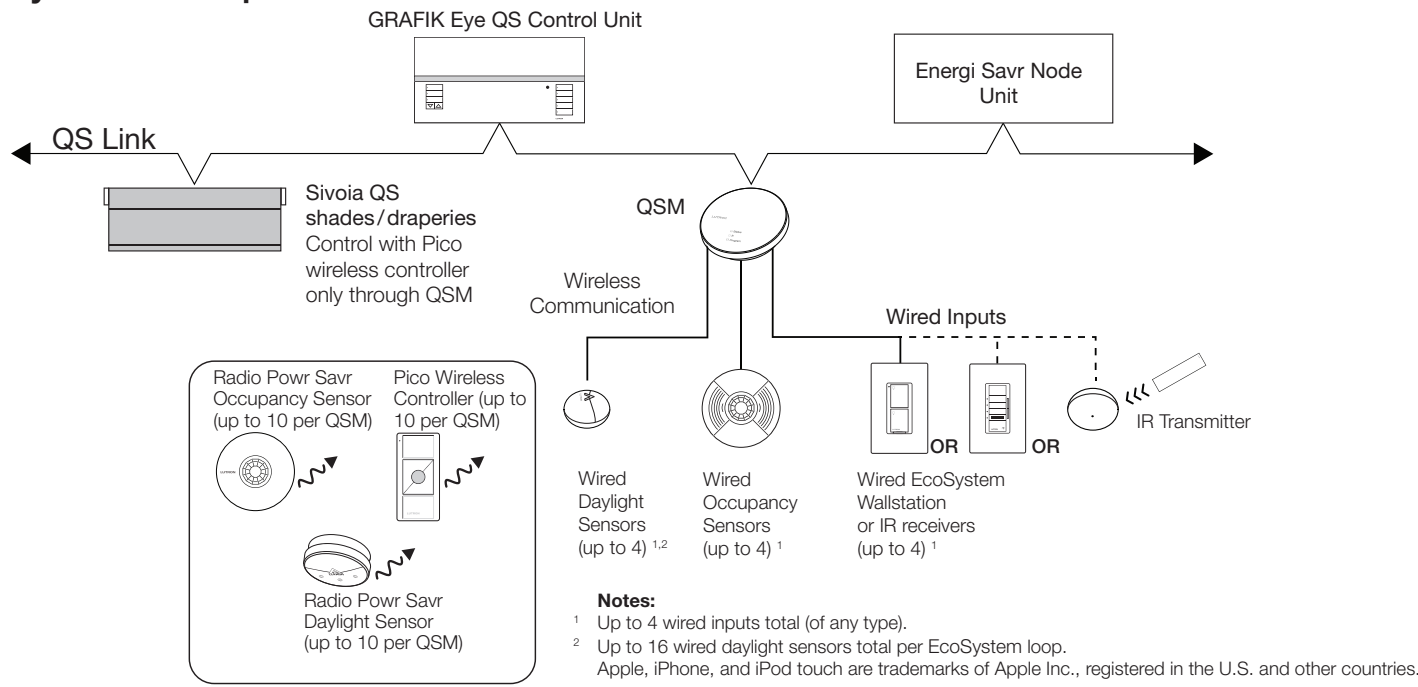 GRAFIK Eye QS Control Unit
Energi Savr Node
Unit
QS Link
Sivoia QS
shades/draperies
Control with Pico
wireless controller
only through QSM
QSM
Wireless
Communication
Wired Inputs
IR Transmitter
OR
OR
Radio Powr Savr
Occupancy Sensor
(up to 10 per QSM)
Pico Wireless
Controller (up to
10 per QSM)
LUTRON
Radio Powr Savr
Daylight Sensor
(up to 10 per QSM)
Wired
Daylight
Sensors
(up to 4) 1,2
Wired
Occupancy
Sensors
(up to 4) 1
Wired EcoSystem
Wallstation
or IR receivers
(up to 4) 1
Notes:
1 Up to 4 wired inputs total (of any type).
2 Up to 16 wired daylight sensors total per EcoSystem loop.
Apple, iPhone, and iPod touch are trademarks of Apple Inc., registered in the U.S. and other countries.